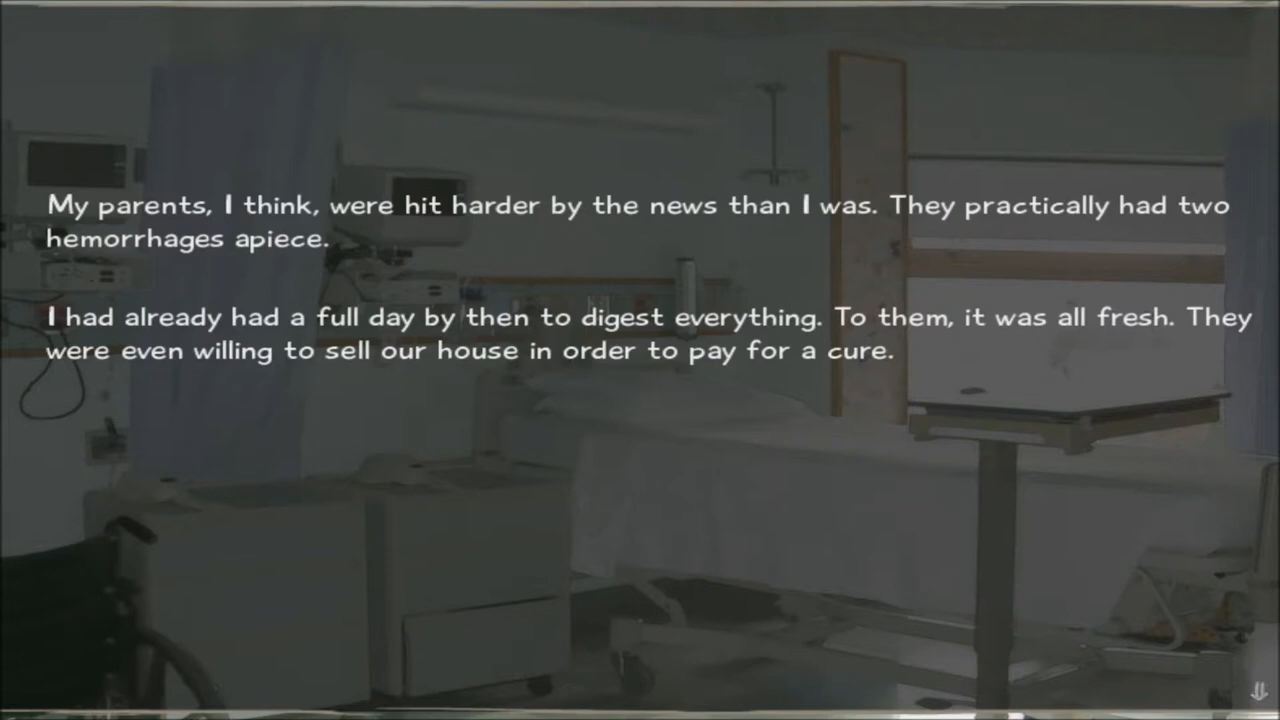 My parents, I think, were hit harder by the news than I was. They practically had two
hemorrhages apiece.
I had already had a full day by then to digest everything. To them, it was all fresh. They
were even willing to sell our house in order to pay for a cure.